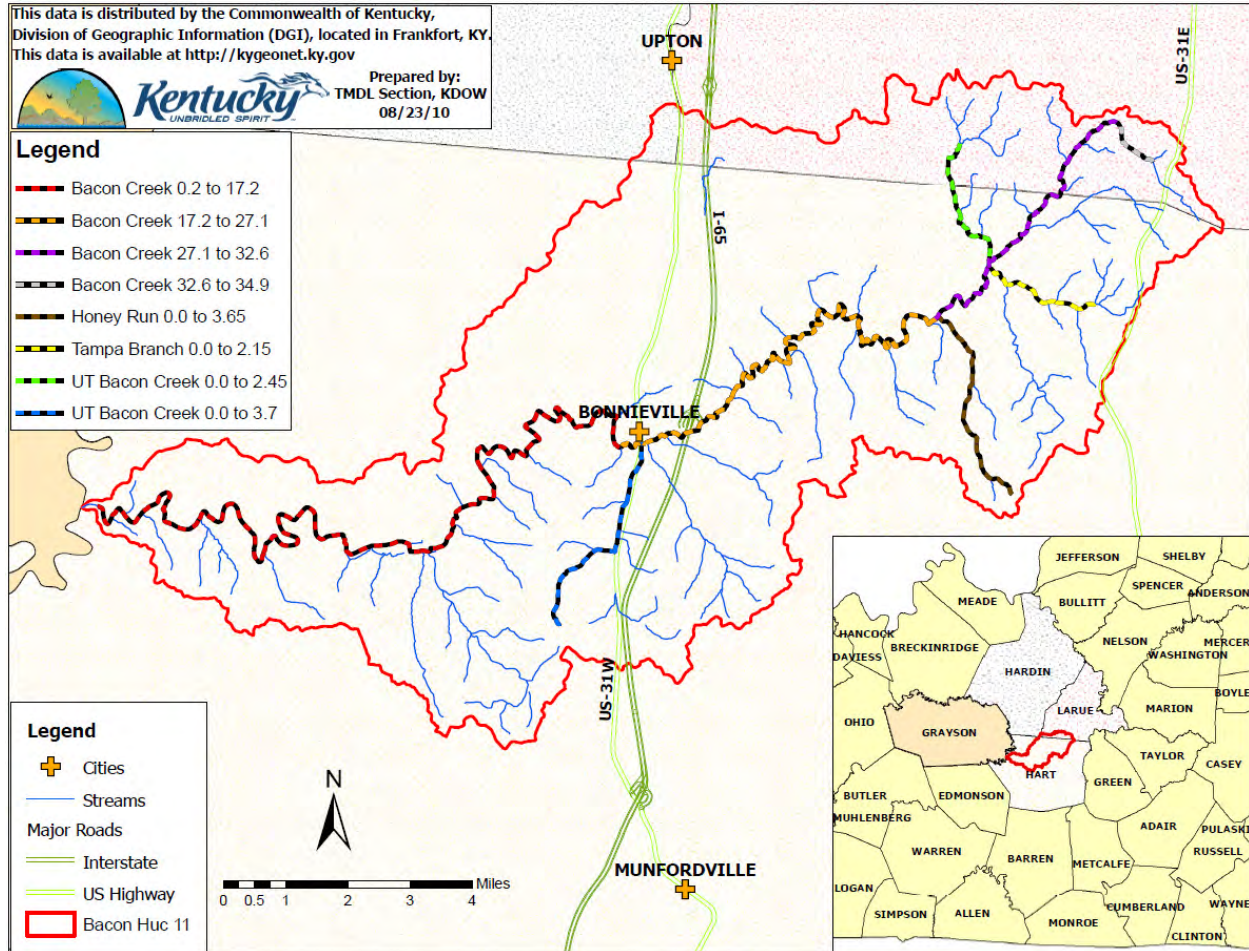 This data is distributed by the Commonwealth of Kentucky,
Division of Geographic Information (DGI), located in Frankfort, KY.
This data is available at http://kygeonet.ky.gov
Kentucky
UNBRIDLED SPIRIT
Prepared by:
TMDL Section, KDOW
08/23/10
Legend
Bacon Creek 0.2 to 17.2
Bacon Creek 17.2 to 27.1
Bacon Creek 27.1 to 32.6
Bacon Creek 32.6 to 34.9
Honey Run 0.0 to 3.65
Tampa Branch 0.0 to 2.15
UT Bacon Creek 0.0 to 2.45
UT Bacon Creek 0.0 to 3.7
UPTON
US-31E
I-65
BONNIEVILLE
US-31W
MUNFORDVILLE
Legend
Cities
Streams
Major Roads
Interstate
US Highway
Bacon Huc 11
N
Miles
0 0.5 1 2 3 4
JEFFERSON
SHELBY
SPENCER
ANDERSON
MEADE
BULLITT
HANCOCK
NELSON
MERCER
DAVIESS
BRECKINRIDGE
WASHINGTON
HARDIN
BOYLE
LARUE
MARION
OHIO
GRAYSON
TAYLOR
CASEY
HART
GREEN
BUTLER
EDMONSON
MUHLENBERG
ADAIR
PULASKI
RUSSELL
WARREN
BARREN
METCALFE
LOGAN
CUMBERLAND
WAYNE
SIMPSON
ALLEN
MONROE
CLINTON